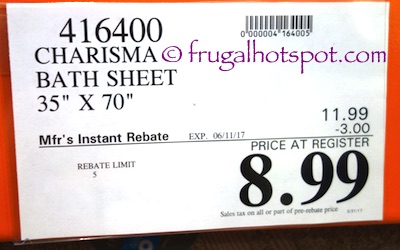 416400
0000004164005
CHARISMA
© frugalhotspot.com
BATH SHEET
35" X 70"
11.99
Mfr's Instant Rebate EXP. 06/11/17 -3.00
PRICE AT REGISTER
REBATE LIMIT
5
8.99
Sales tax on all or part of pre-rebate price